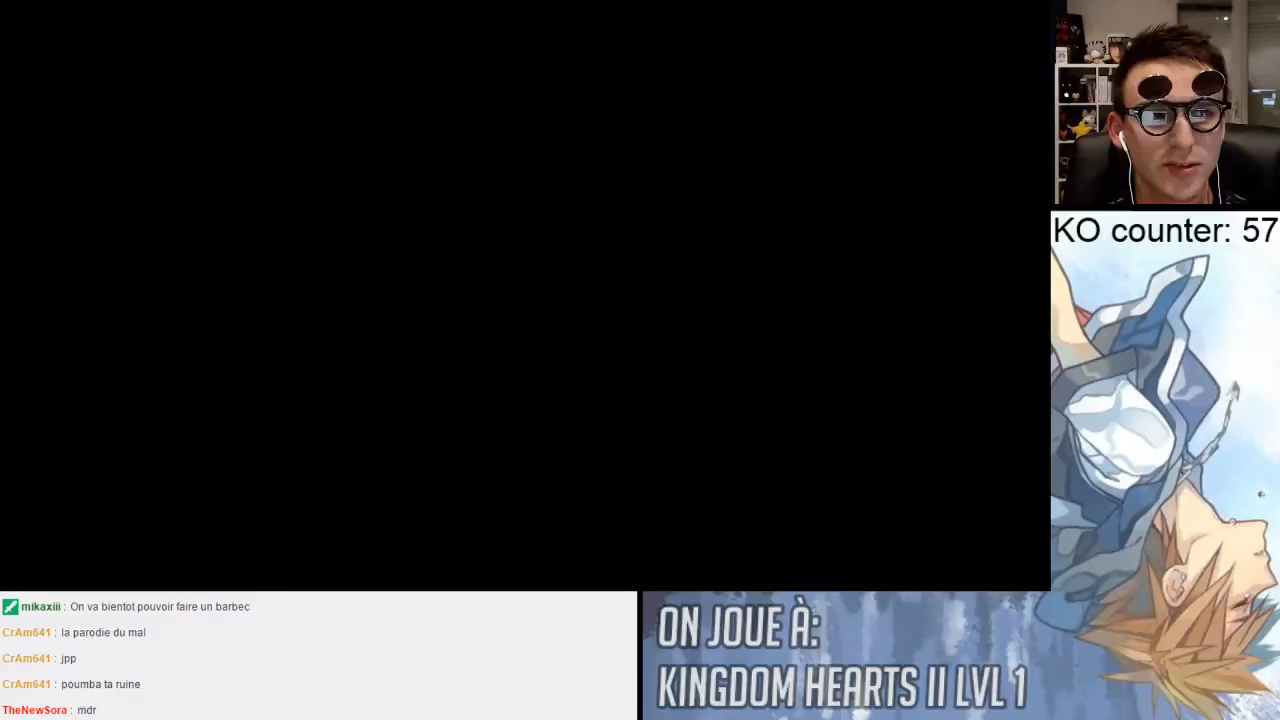 KO counter: 57
mikaxiii : On va bientot pouvoir faire un barbec
CrAm641 : la parodie du mal
CrAm641 : jpp
CrAm641 : poumba ta ruine
TheNewSora : mdr
ON JOUE À:
KINGDOM HEARTS II LVL 1